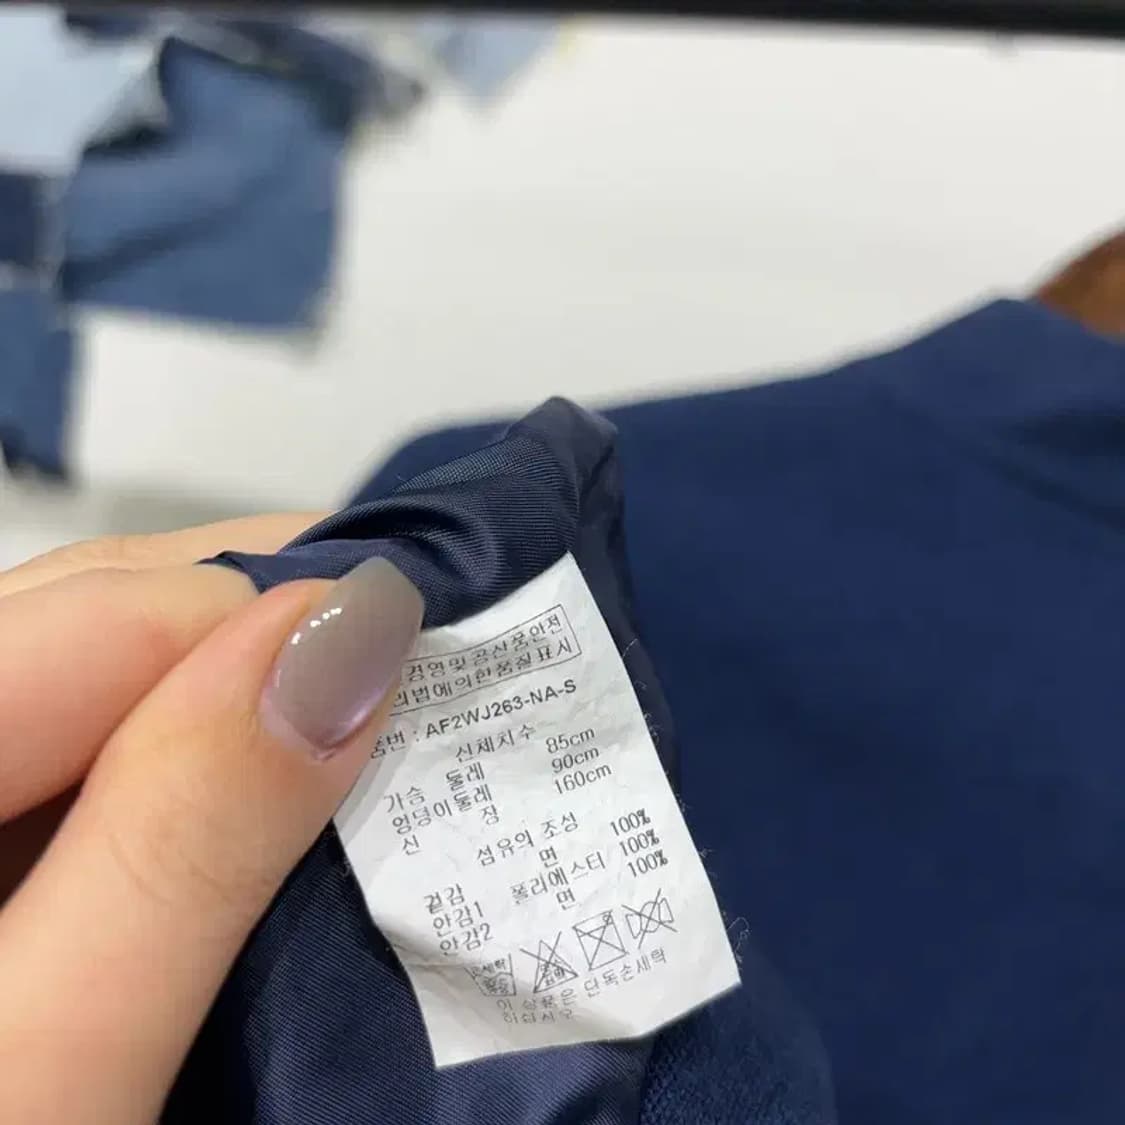 경영및공산품안전
리법에의한품질표시
품번 : AF2WJ263-NA-S
신체치수
가슴 둘레 85cm
엉덩이둘레 90cm
신 장 160cm
섬유의 조성
겉감 면 100%
안감1 폴리에스터 100%
안감2 면 100%
손세탁
이 상품은 단독손세탁
하십시오